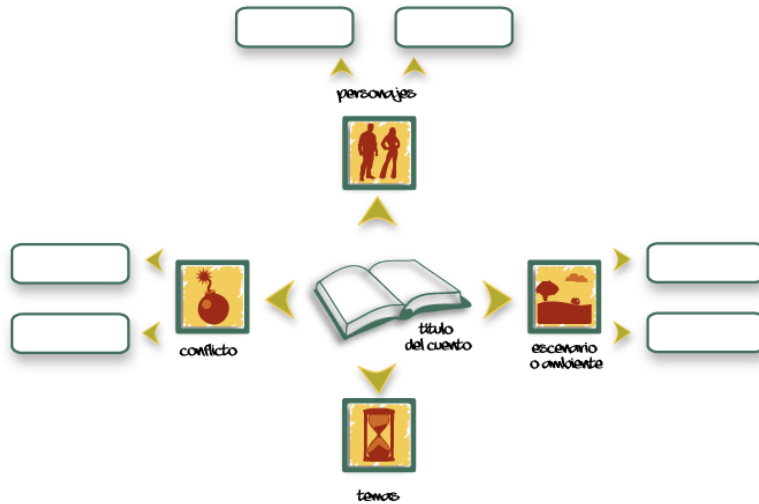 personajes
conflicto
título
del cuento
escenario
o ambiente
temas